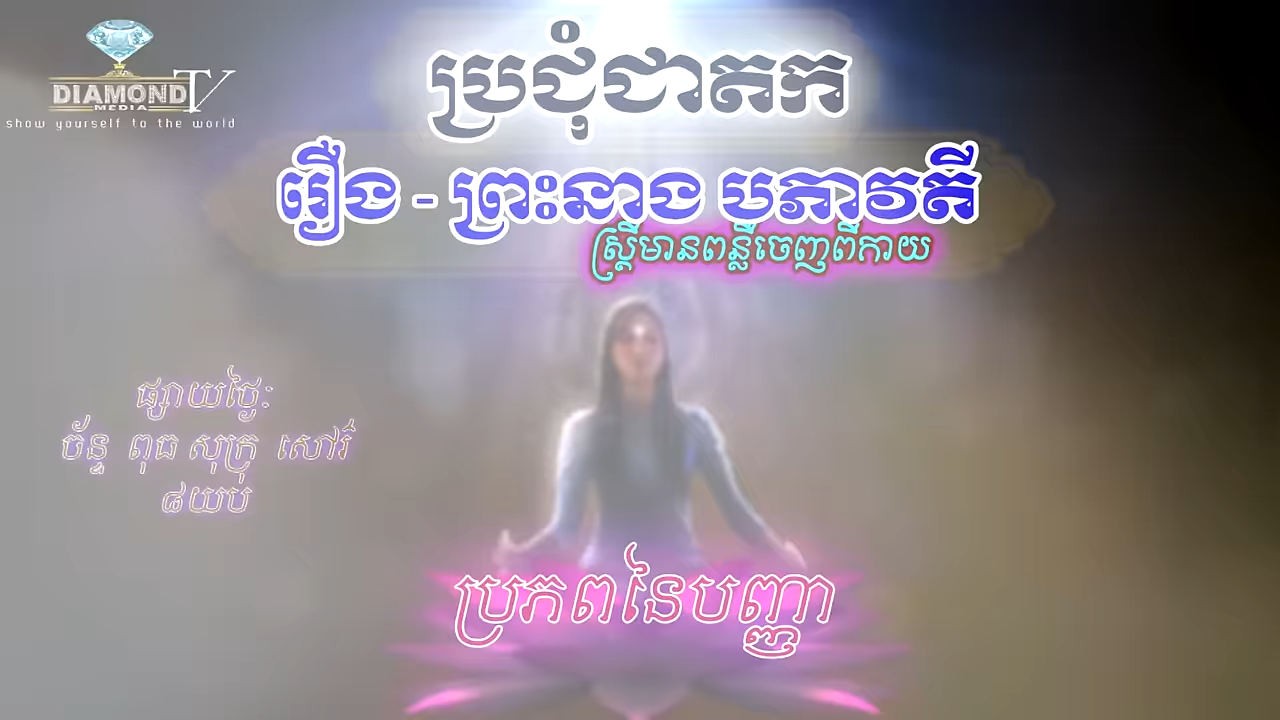 DIAMOND TV
MEDIA
show yourself to the world
ប្រជុំជាតក
រឿង - ព្រះនាង បភាវតី
ស្ត្រីមានពន្លឺចេញពីកាយ
ផ្សាយថ្ងៃ:
ច័ន្ទ ពុធ សុក្រ សៅរ៍
៨យប់
ប្រភពនៃបញ្ញា